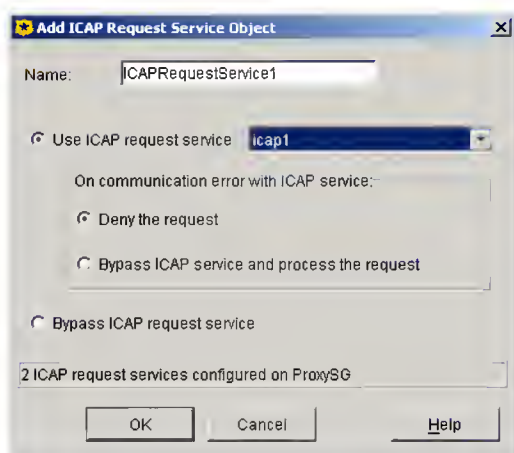 Add ICAP Request Service Object
Name: ICAPRequestService1
Use ICAP request service icap1
On communication error with ICAP service:
Deny the request
Bypass ICAP service and process the request
Bypass ICAP request service
2 ICAP request services configured on ProxySG
OK Cancel Help